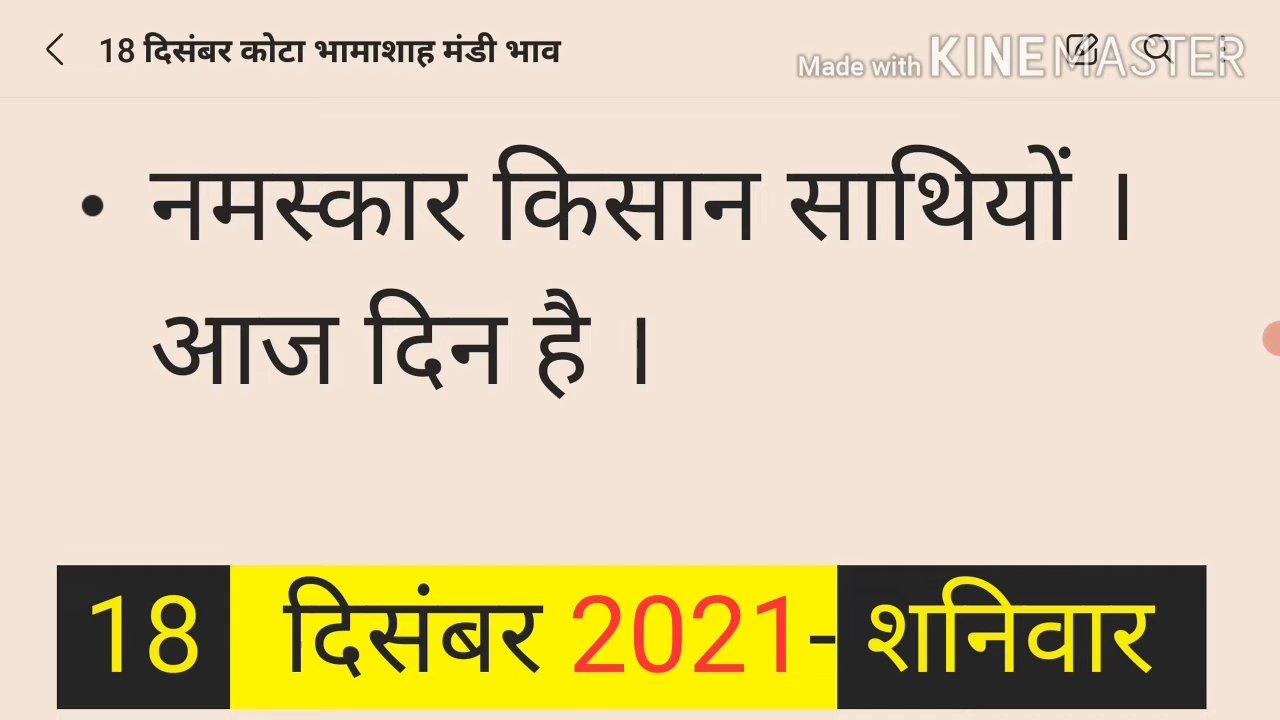 18 दिसंबर कोटा भामाशाह मंडी भाव
Made with KINEMASTER
• नमस्कार किसान साथियों ।
आज दिन है ।
18 दिसंबर 2021- शनिवार